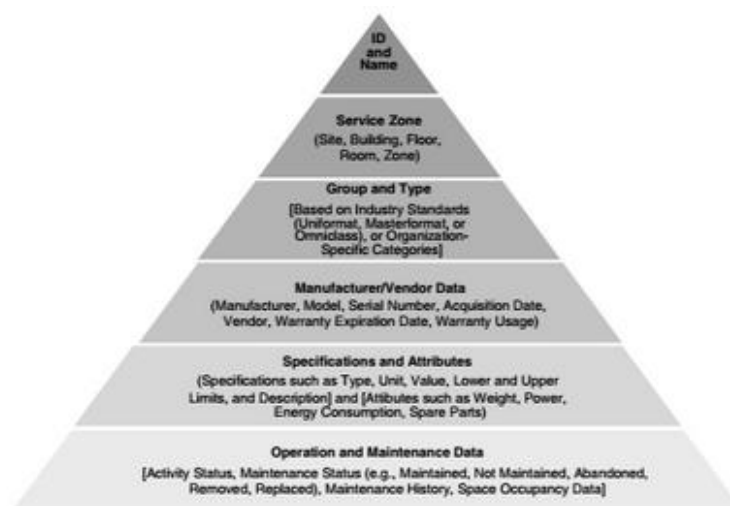 ID
and
Name
Service Zone
(Site, Building, Floor,
Room, Zone)
Group and Type
[Based on Industry Standards
(Uniformat, Masterformat, or
Omniclass), or Organization-
Specific Categories]
Manufacturer/Vendor Data
(Manufacturer, Model, Serial Number, Acquisition Date,
Vendor, Warranty Expiration Date, Warranty Usage)
Specifications and Attributes
(Specifications such as Type, Unit, Value, Lower and Upper
Limits, and Description] and [Attibutes such as Weight, Power,
Energy Consumption, Spare Parts)
Operation and Maintenance Data
[Activity Status, Maintenance Status (e.g., Maintained, Not Maintained, Abandoned,
Removed, Replaced), Maintenance History, Space Occupancy Data]